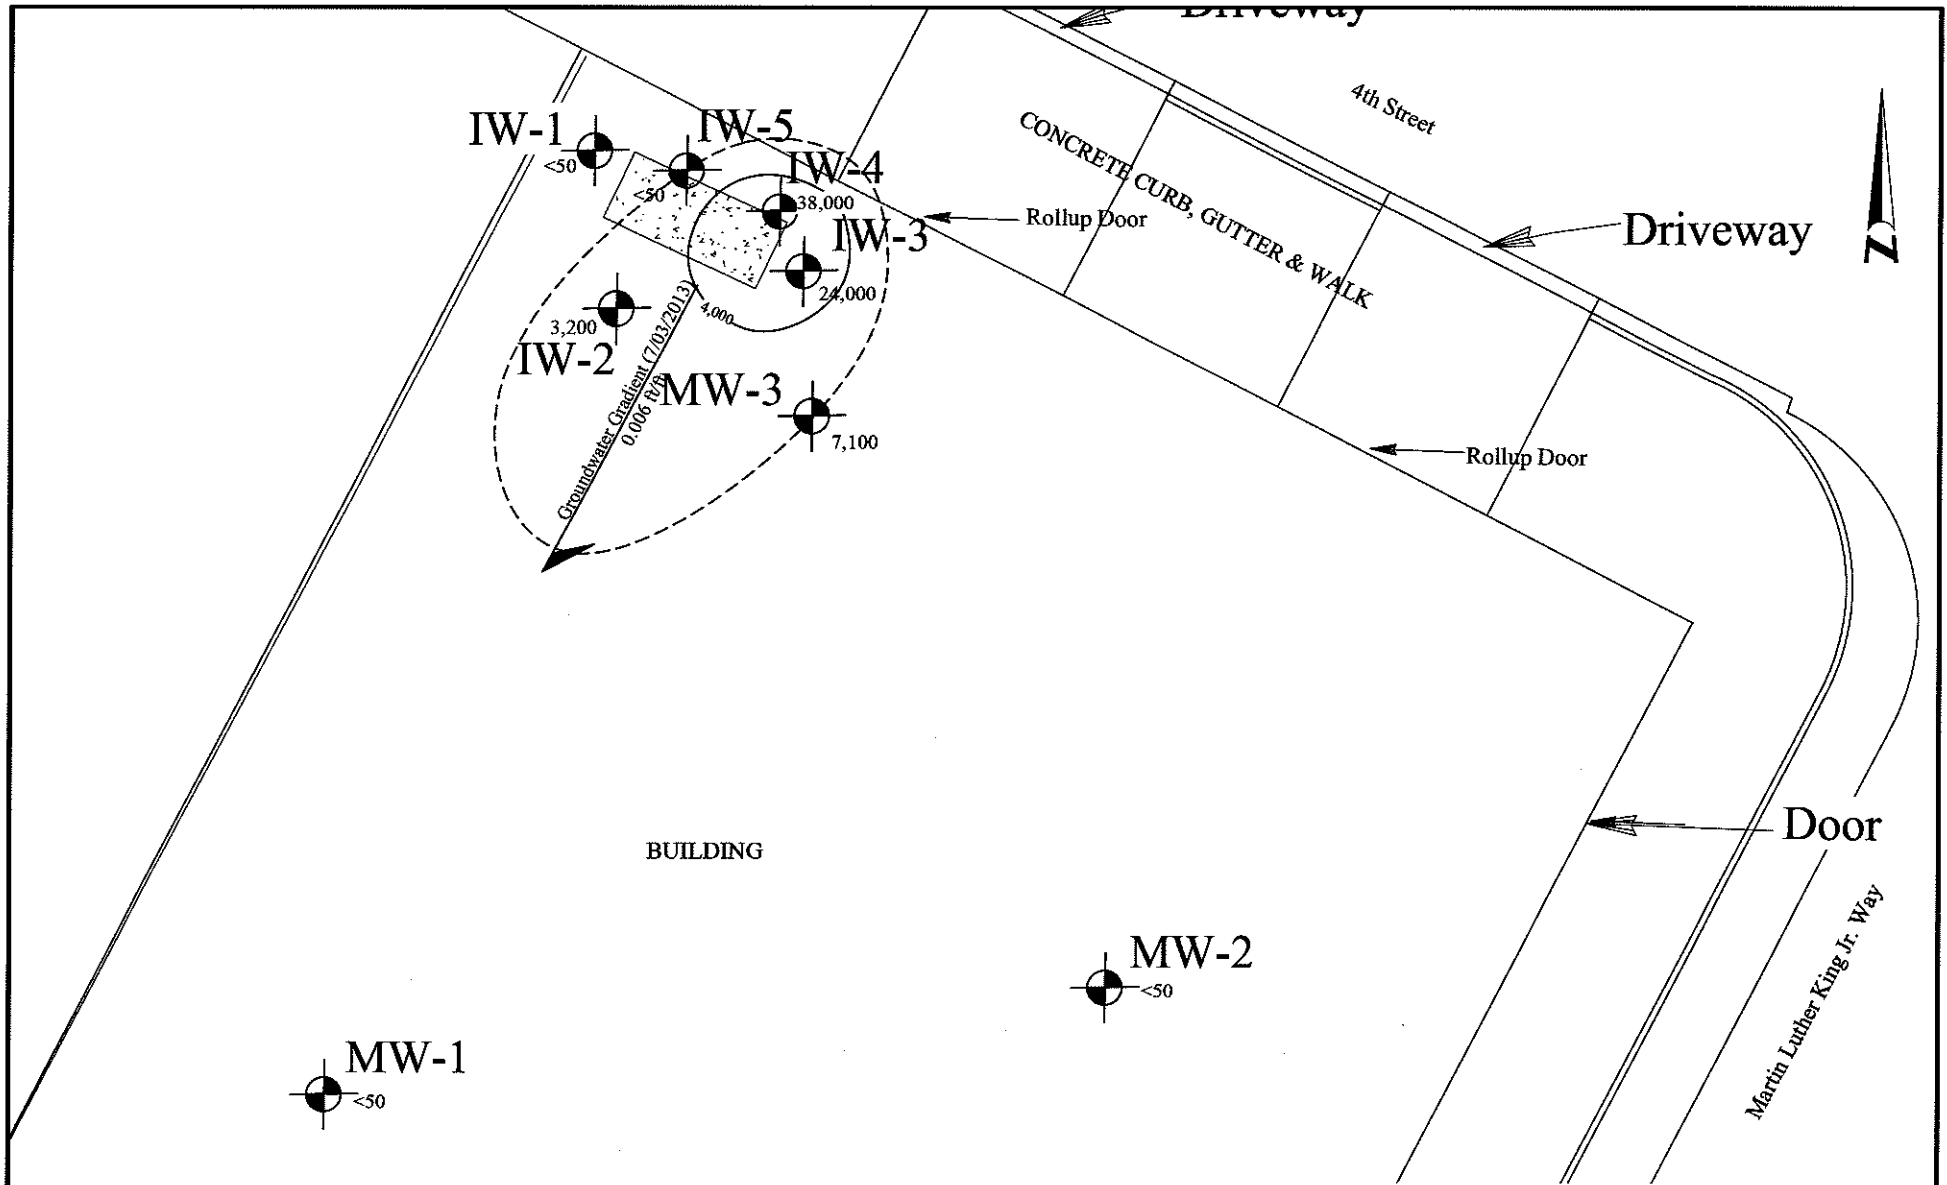 Driveway
4th Street
IW-1
<50
IW-5
<50
IW-4
38,000
CONCRETE CURB, GUTTER & WALK
Rollup Door
Driveway
N
IW-3
24,000
3,200
IW-2
4,000
Groundwater Gradient (7/03/2013)
0.006 ft/ft
MW-3
7,100
Rollup Door
BUILDING
Door
MW-2
<50
Martin Luther King Jr. Way
MW-1
<50